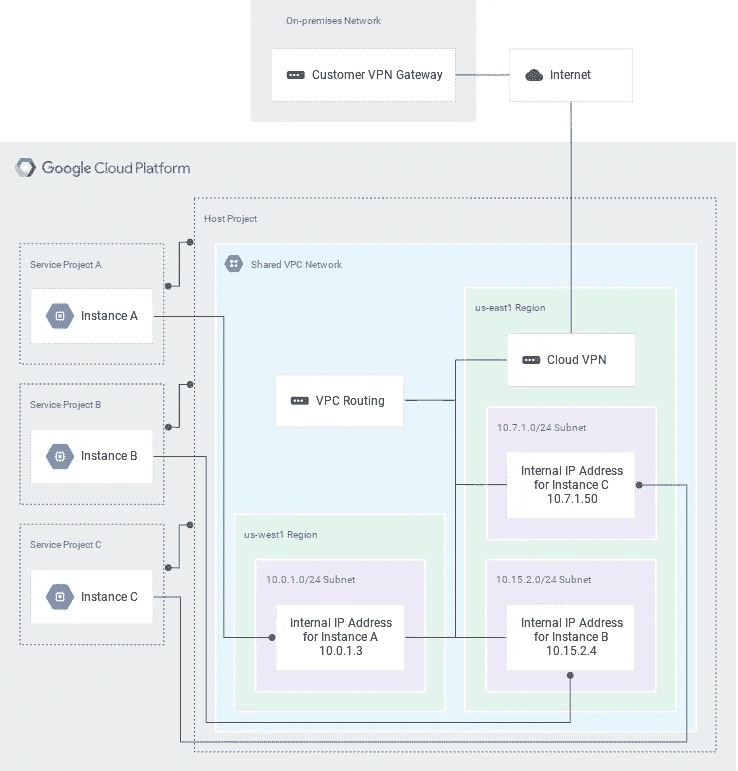 On-premises Network
Customer VPN Gateway
Internet
Google Cloud Platform
Host Project
Service Project A
Shared VPC Network
Instance A
us-east1 Region
Cloud VPN
VPC Routing
Service Project B
10.7.1.0/24 Subnet
Instance B
Internal IP Address
for Instance C
10.7.1.50
us-west1 Region
Service Project C
10.0.1.0/24 Subnet
10.15.2.0/24 Subnet
Instance C
Internal IP Address
for Instance A
10.0.1.3
Internal IP Address
for Instance B
10.15.2.4